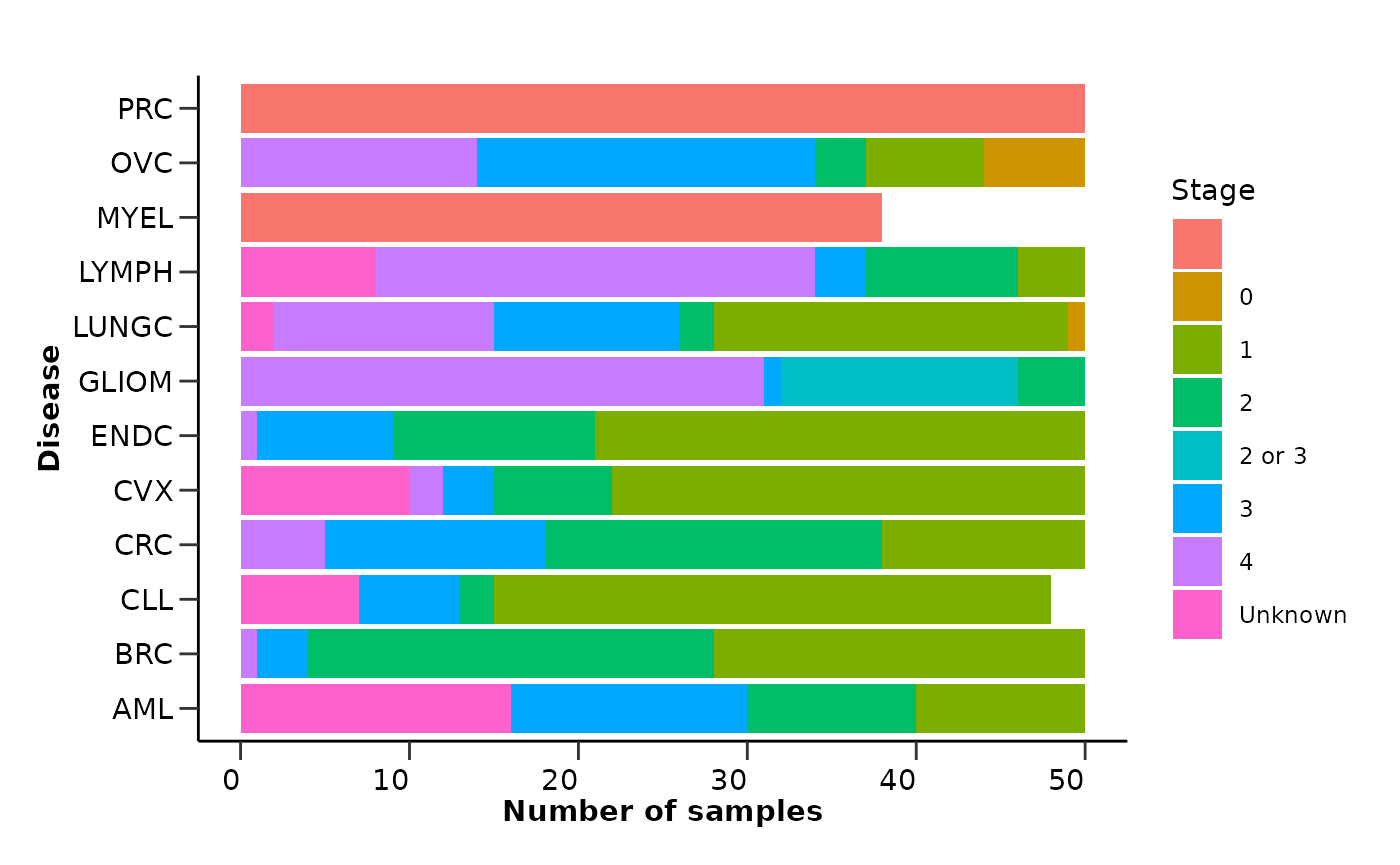 PRC
OVC
MYEL
LYMPH
LUNGC
GLIOM
ENDC
CVX
CRC
CLL
BRC
AML
Disease
0 10 20 30 40 50
Number of samples
Stage
0
1
2
2 or 3
3
4
Unknown